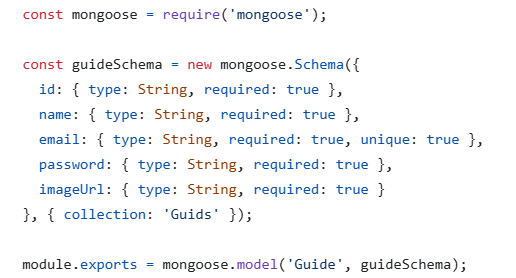 const mongoose = require('mongoose');

const guideSchema = new mongoose.Schema({
  id: { type: String, required: true },
  name: { type: String, required: true },
  email: { type: String, required: true, unique: true },
  password: { type: String, required: true },
  imageUrl: { type: String, required: true }
}, { collection: 'Guids' });

module.exports = mongoose.model('Guide', guideSchema);